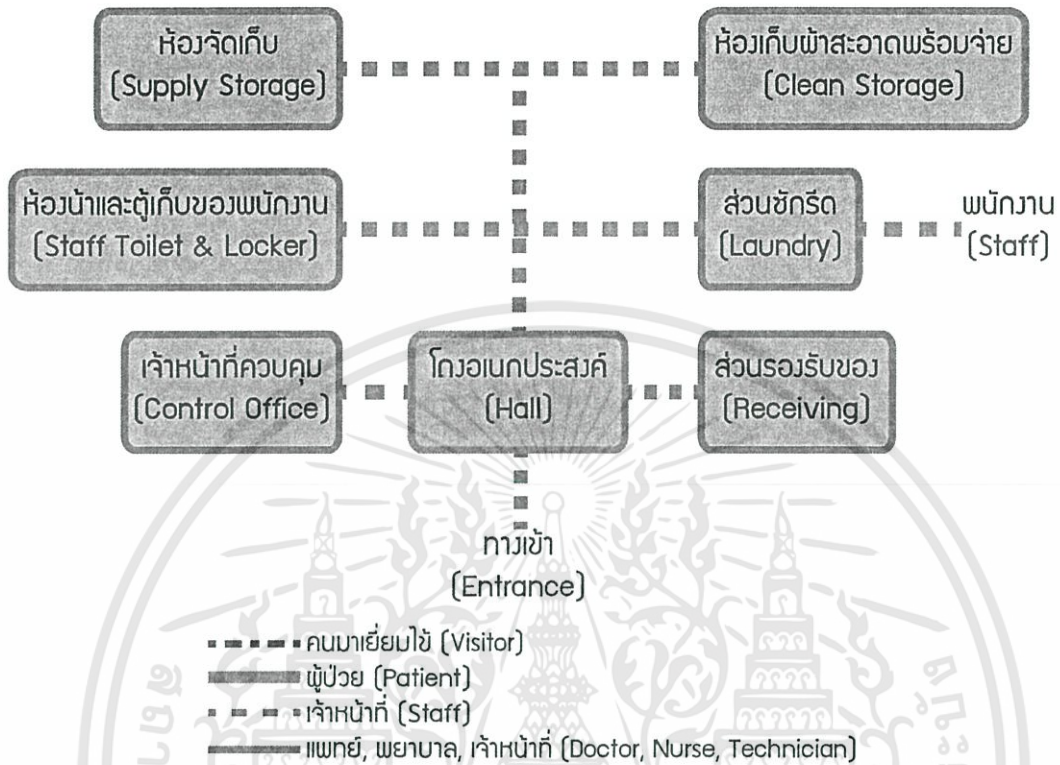 ห้องจัดเก็บ
(Supply Storage)
ห้องเก็บผ้าสะอาดพร้อมจ่าย
(Clean Storage)
ห้องน้ำและตู้เก็บของพนักงาน
(Staff Toilet & Locker)
ส่วนซักรีด
(Laundry)
พนักงาน
(Staff)
เจ้าหน้าที่ควบคุม
(Control Office)
โถงอเนกประสงค์
(Hall)
ส่วนรองรับของ
(Receiving)
ทางเข้า
(Entrance)
คนมาเยี่ยมไข้ (Visitor)
ผู้ป่วย (Patient)
เจ้าหน้าที่ (Staff)
แพทย์, พยาบาล, เจ้าหน้าที่ (Doctor, Nurse, Technician)